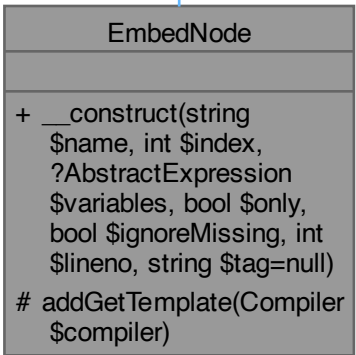 EmbedNode
+ __construct(string
$name, int $index,
?AbstractExpression
$variables, bool $only,
bool $ignoreMissing, int
$lineno, string $tag=null)
# addGetTemplate(Compiler
$compiler)